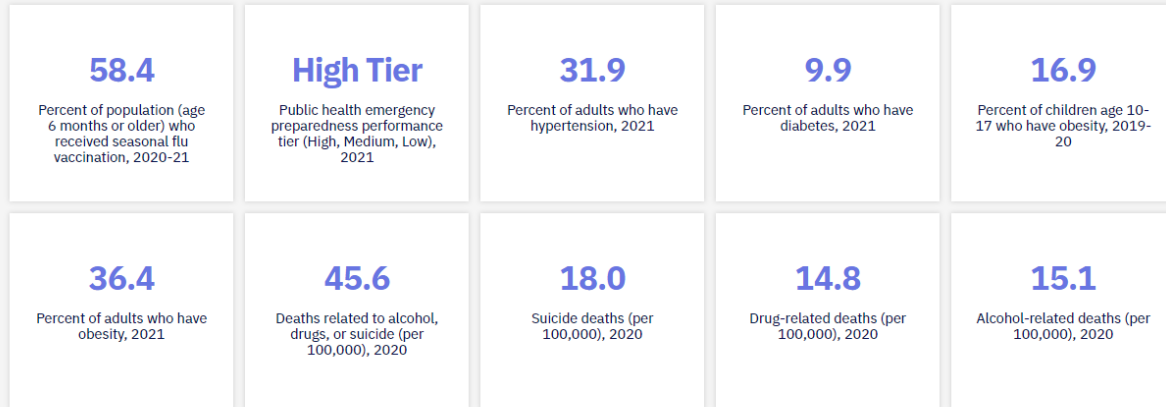 58.4
Percent of population (age
6 months or older) who
received seasonal flu
vaccination, 2020-21
High Tier
Public health emergency
preparedness performance
tier (High, Medium, Low),
2021
31.9
Percent of adults who have
hypertension, 2021
9.9
Percent of adults who have
diabetes, 2021
16.9
Percent of children age 10-
17 who have obesity, 2019-
20
36.4
Percent of adults who have
obesity, 2021
45.6
Deaths related to alcohol,
drugs, or suicide (per
100,000), 2020
18.0
Suicide deaths (per
100,000), 2020
14.8
Drug-related deaths (per
100,000), 2020
15.1
Alcohol-related deaths (per
100,000), 2020